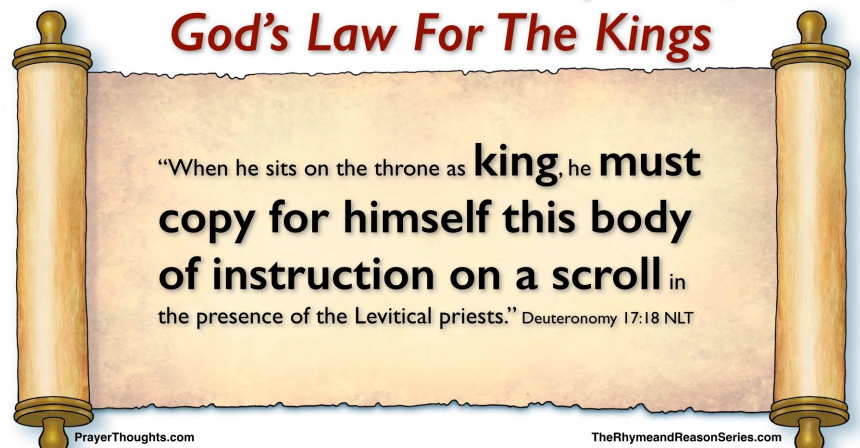 God's Law For The Kings
“When he sits on the throne as king, he must
copy for himself this body
of instruction on a scroll in
the presence of the Levitical priests.” Deuteronomy 17:18 NLT
PrayerThoughts.com
TheRhymeandReasonSeries.com